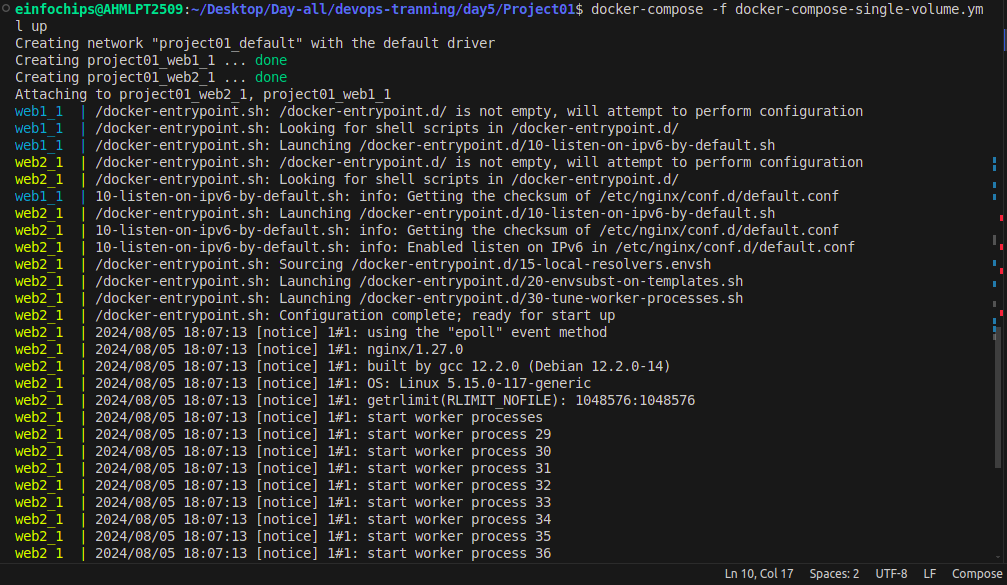 einfochips@AHMLPT2509:~/Desktop/Day-all/devops-tranning/day5/Project01$ docker-compose -f docker-compose-single-volume.ym
l up
Creating network "project01_default" with the default driver
Creating project01_web1_1 ... done
Creating project01_web2_1 ... done
Attaching to project01_web2_1, project01_web1_1
web1_1  | /docker-entrypoint.sh: /docker-entrypoint.d/ is not empty, will attempt to perform configuration
web1_1  | /docker-entrypoint.sh: Looking for shell scripts in /docker-entrypoint.d/
web1_1  | /docker-entrypoint.sh: Launching /docker-entrypoint.d/10-listen-on-ipv6-by-default.sh
web2_1  | /docker-entrypoint.sh: /docker-entrypoint.d/ is not empty, will attempt to perform configuration
web2_1  | /docker-entrypoint.sh: Looking for shell scripts in /docker-entrypoint.d/
web1_1  | 10-listen-on-ipv6-by-default.sh: info: Getting the checksum of /etc/nginx/conf.d/default.conf
web2_1  | /docker-entrypoint.sh: Launching /docker-entrypoint.d/10-listen-on-ipv6-by-default.sh
web2_1  | 10-listen-on-ipv6-by-default.sh: info: Getting the checksum of /etc/nginx/conf.d/default.conf
web2_1  | 10-listen-on-ipv6-by-default.sh: info: Enabled listen on IPv6 in /etc/nginx/conf.d/default.conf
web2_1  | /docker-entrypoint.sh: Sourcing /docker-entrypoint.d/15-local-resolvers.envsh
web2_1  | /docker-entrypoint.sh: Launching /docker-entrypoint.d/20-envsubst-on-templates.sh
web2_1  | /docker-entrypoint.sh: Launching /docker-entrypoint.d/30-tune-worker-processes.sh
web2_1  | /docker-entrypoint.sh: Configuration complete; ready for start up
web2_1  | 2024/08/05 18:07:13 [notice] 1#1: using the "epoll" event method
web2_1  | 2024/08/05 18:07:13 [notice] 1#1: nginx/1.27.0
web2_1  | 2024/08/05 18:07:13 [notice] 1#1: built by gcc 12.2.0 (Debian 12.2.0-14)
web2_1  | 2024/08/05 18:07:13 [notice] 1#1: OS: Linux 5.15.0-117-generic
web2_1  | 2024/08/05 18:07:13 [notice] 1#1: getrlimit(RLIMIT_NOFILE): 1048576:1048576
web2_1  | 2024/08/05 18:07:13 [notice] 1#1: start worker processes
web2_1  | 2024/08/05 18:07:13 [notice] 1#1: start worker process 29
web2_1  | 2024/08/05 18:07:13 [notice] 1#1: start worker process 30
web2_1  | 2024/08/05 18:07:13 [notice] 1#1: start worker process 31
web2_1  | 2024/08/05 18:07:13 [notice] 1#1: start worker process 32
web2_1  | 2024/08/05 18:07:13 [notice] 1#1: start worker process 33
web2_1  | 2024/08/05 18:07:13 [notice] 1#1: start worker process 34
web2_1  | 2024/08/05 18:07:13 [notice] 1#1: start worker process 35
web2_1  | 2024/08/05 18:07:13 [notice] 1#1: start worker process 36
Ln 10, Col 17 Spaces: 2 UTF-8 LF Compose